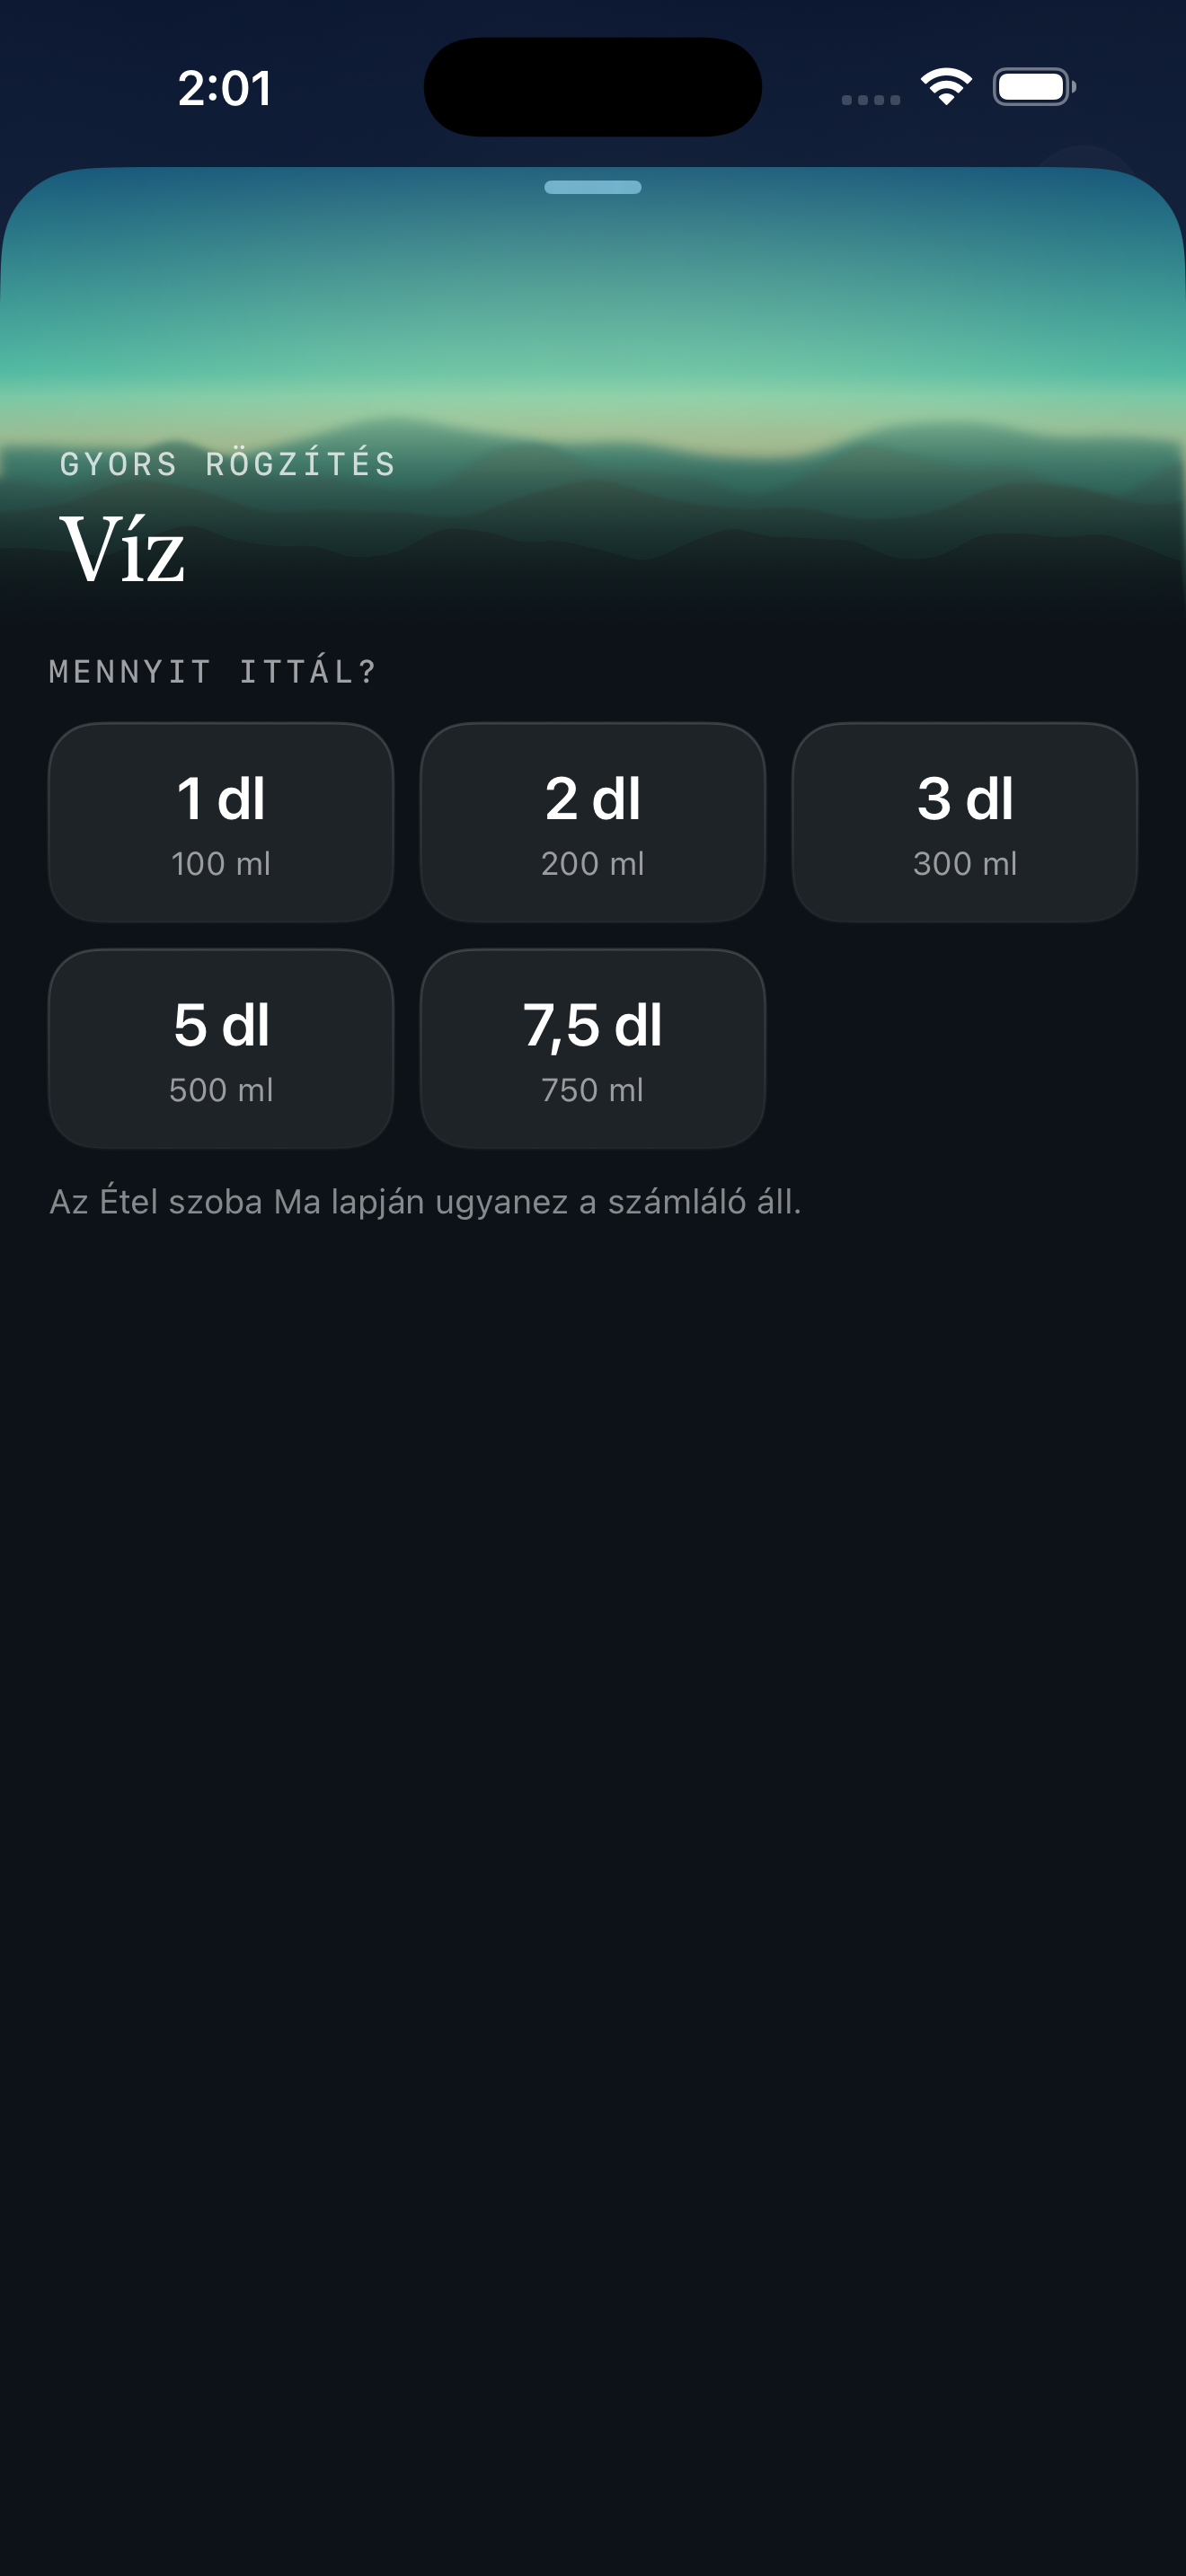 2:01
GYORS RÖGZÍTÉS
Víz
MENNYIT ITTÁL?
1 dl
100 ml
2 dl
200 ml
3 dl
300 ml
5 dl
500 ml
7,5 dl
750 ml
Az Étel szoba Ma lapján ugyanez a számláló áll.